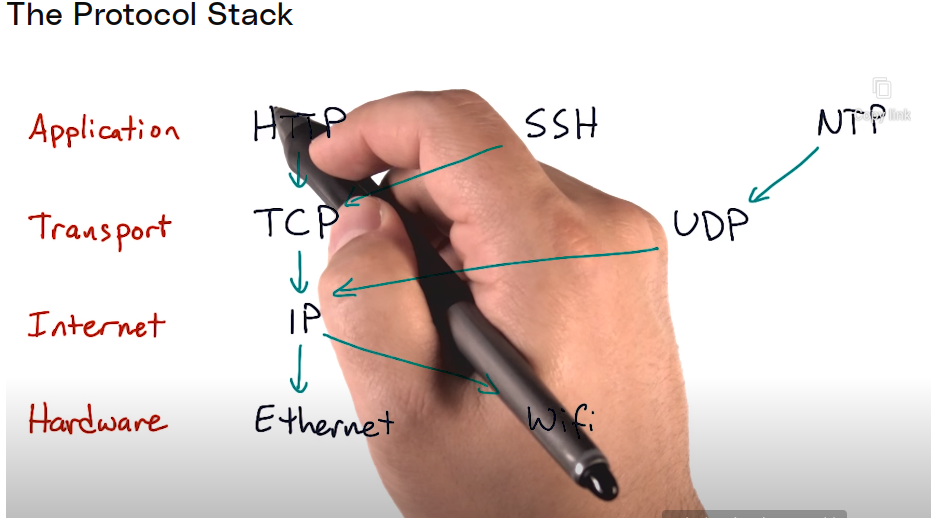 The Protocol Stack
Application HTTP SSH NTP
Copy link
Transport TCP UDP
Internet IP
Hardware Ethernet Wifi